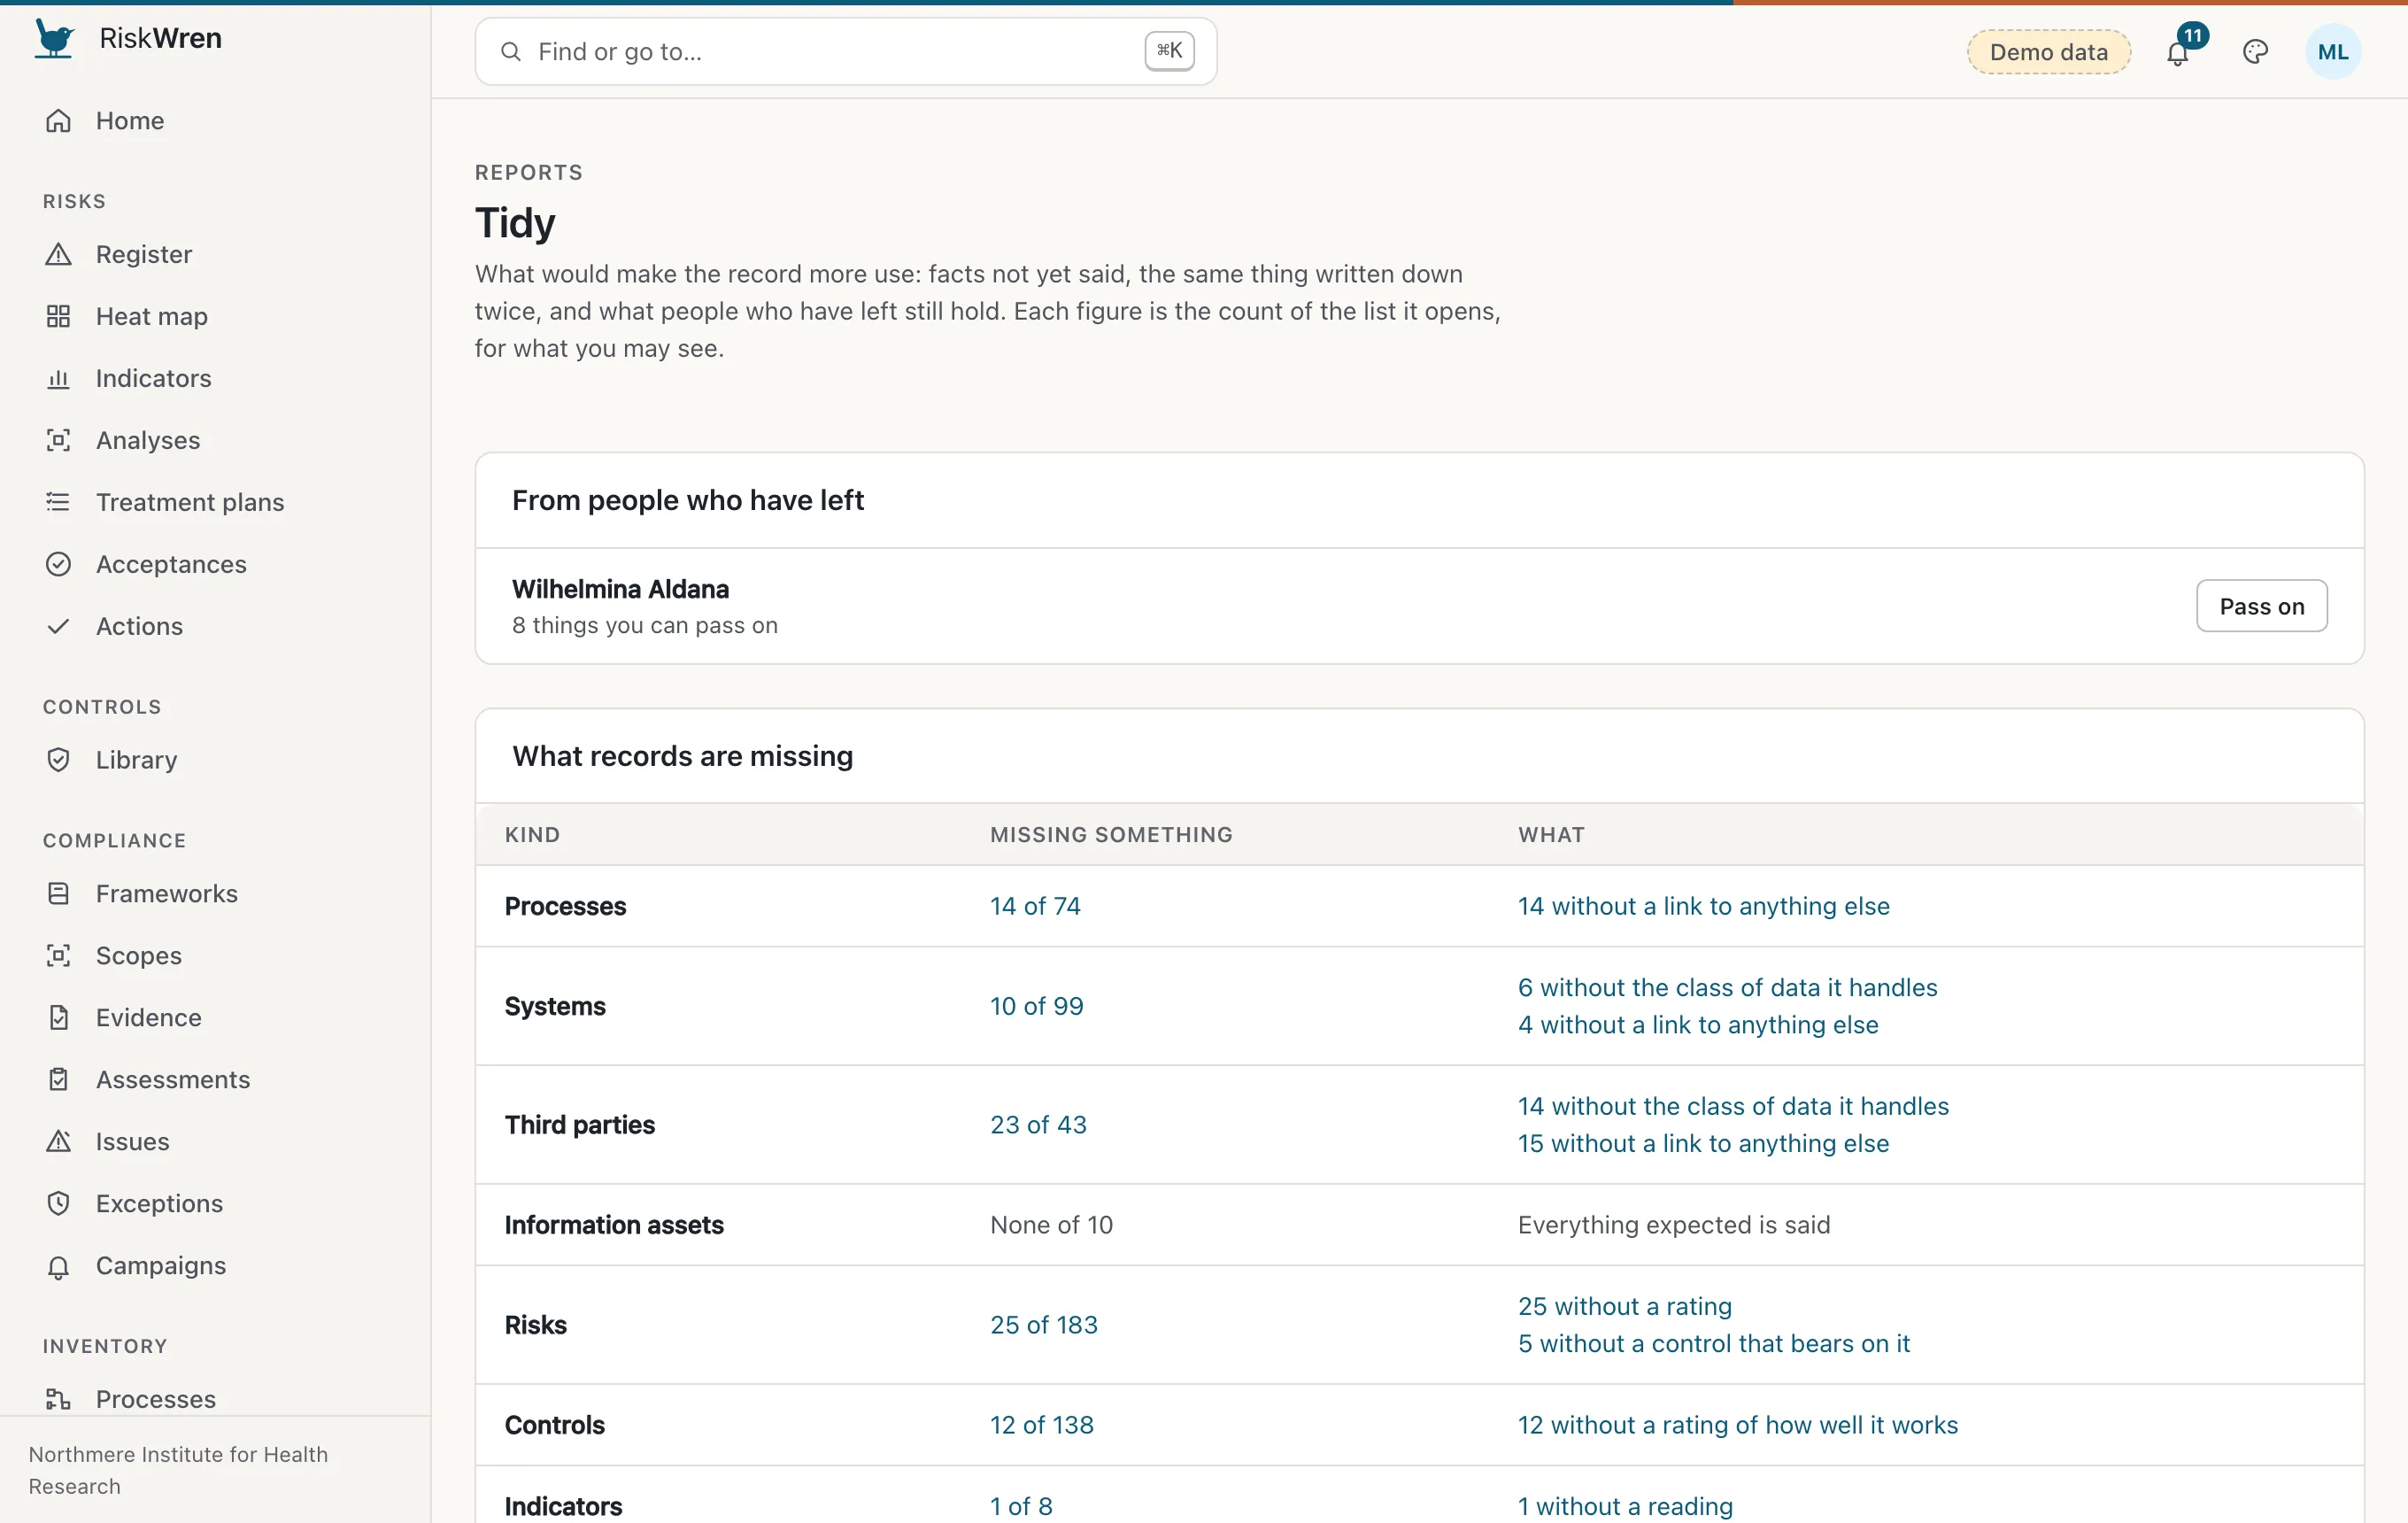 RiskWren
Home
RISKS
Register
Heat map
Indicators
Analyses
Treatment plans
Acceptances
Actions
CONTROLS
Library
COMPLIANCE
Frameworks
Scopes
Evidence
Assessments
Issues
Exceptions
Campaigns
INVENTORY
Processes
Northmere Institute for Health
Research
Find or go to...
⌘K
Demo data
11
ML
REPORTS
Tidy
What would make the record more use: facts not yet said, the same thing written down
twice, and what people who have left still hold. Each figure is the count of the list it opens,
for what you may see.
From people who have left
Wilhelmina Aldana
8 things you can pass on
Pass on
What records are missing
KIND MISSING SOMETHING WHAT
Processes 14 of 74 14 without a link to anything else
Systems 10 of 99 6 without the class of data it handles
4 without a link to anything else
Third parties 23 of 43 14 without the class of data it handles
15 without a link to anything else
Information assets None of 10 Everything expected is said
Risks 25 of 183 25 without a rating
5 without a control that bears on it
Controls 12 of 138 12 without a rating of how well it works
Indicators 1 of 8 1 without a reading